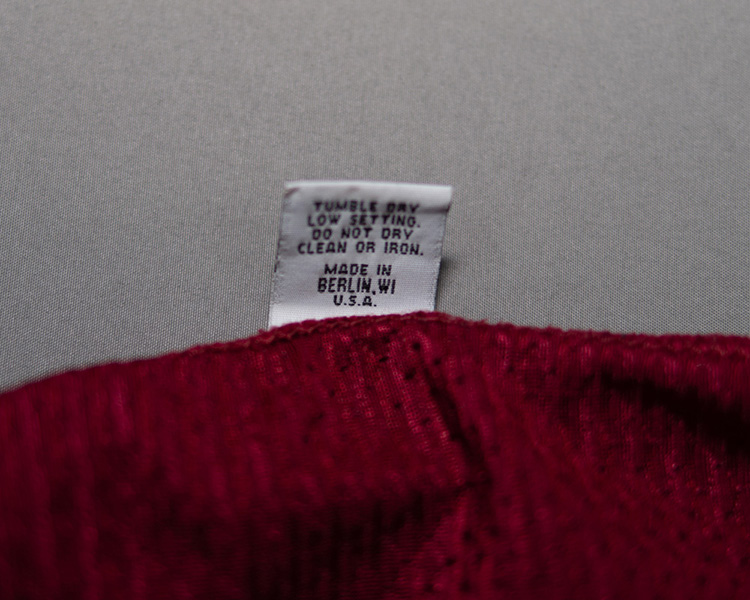 TUMBLE DRY
LOW SETTING.
DO NOT DRY
CLEAN OR IRON.
MADE IN
BERLIN, WI
U.S.A.